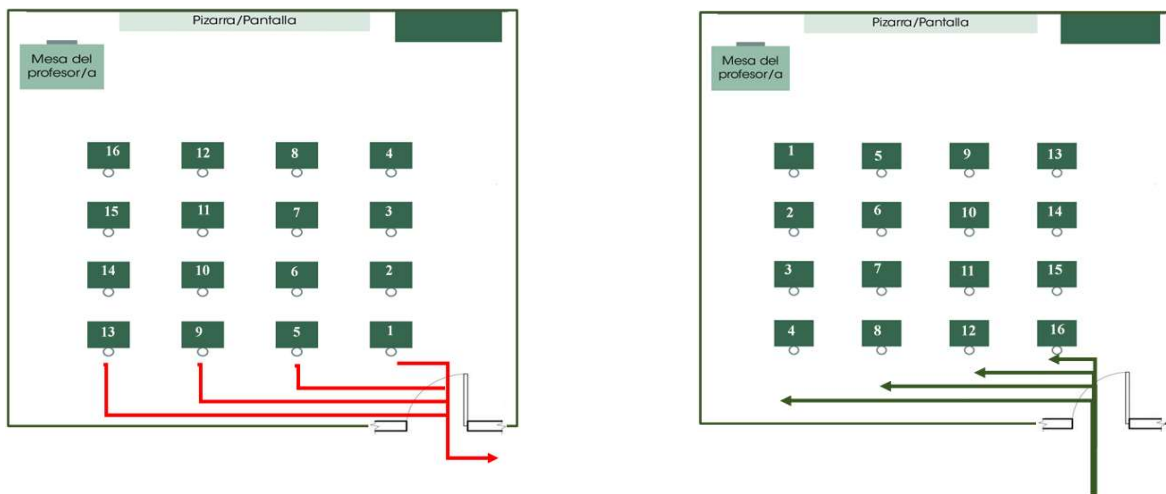 Pizarra/Pantalla
Mesa del
profesor/a
16 12 8 4
15 11 7 3
14 10 6 2
13 9 5 1
Pizarra/Pantalla
Mesa del
profesor/a
1 5 9 13
2 6 10 14
3 7 11 15
4 8 12 16